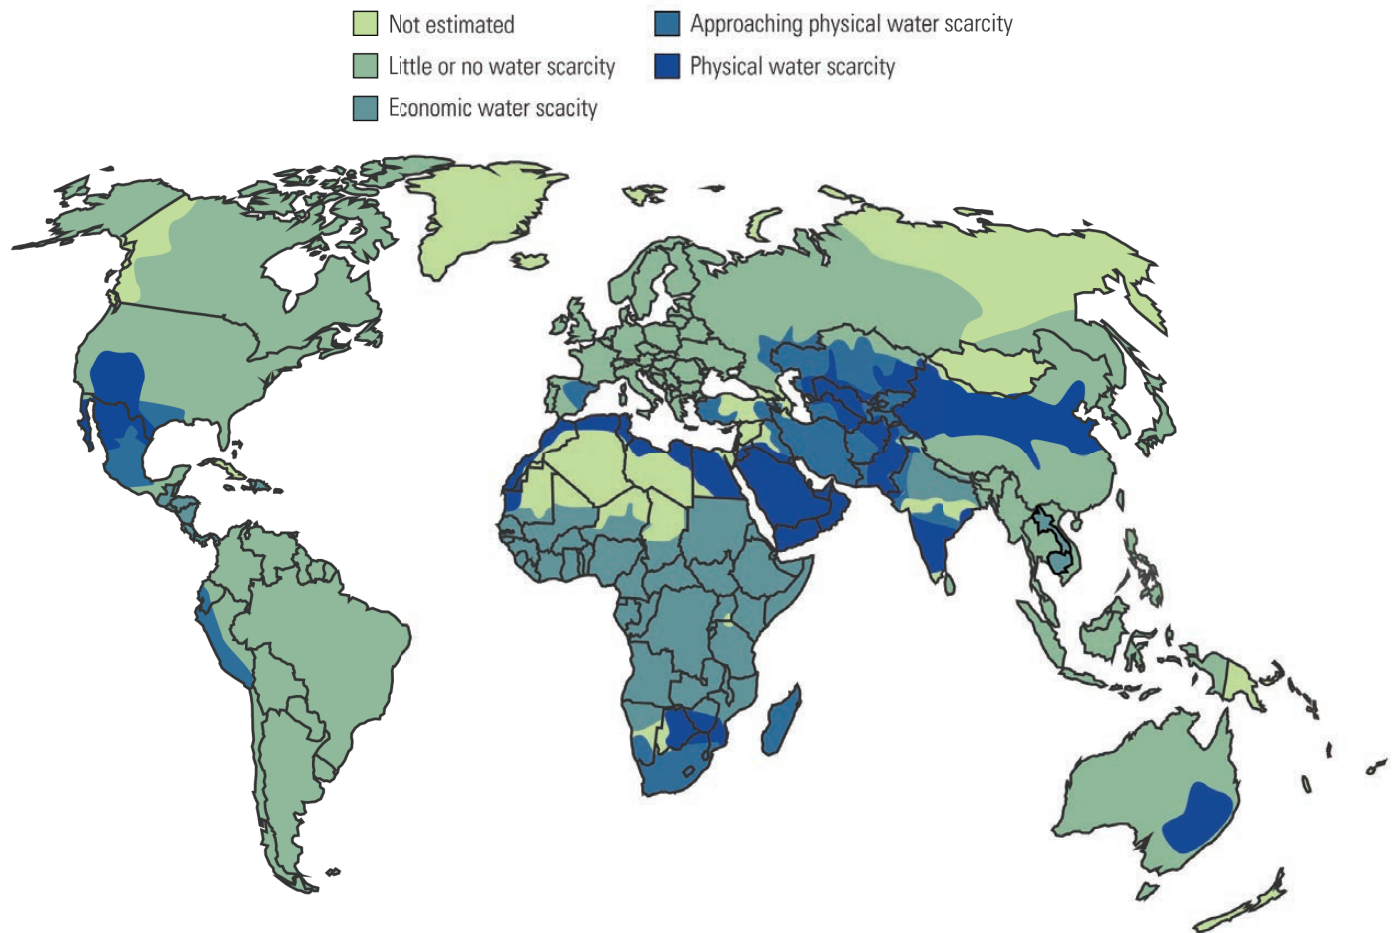 Not estimated
Little or no water scarcity
Economic water scacity
Approaching physical water scarcity
Physical water scarcity